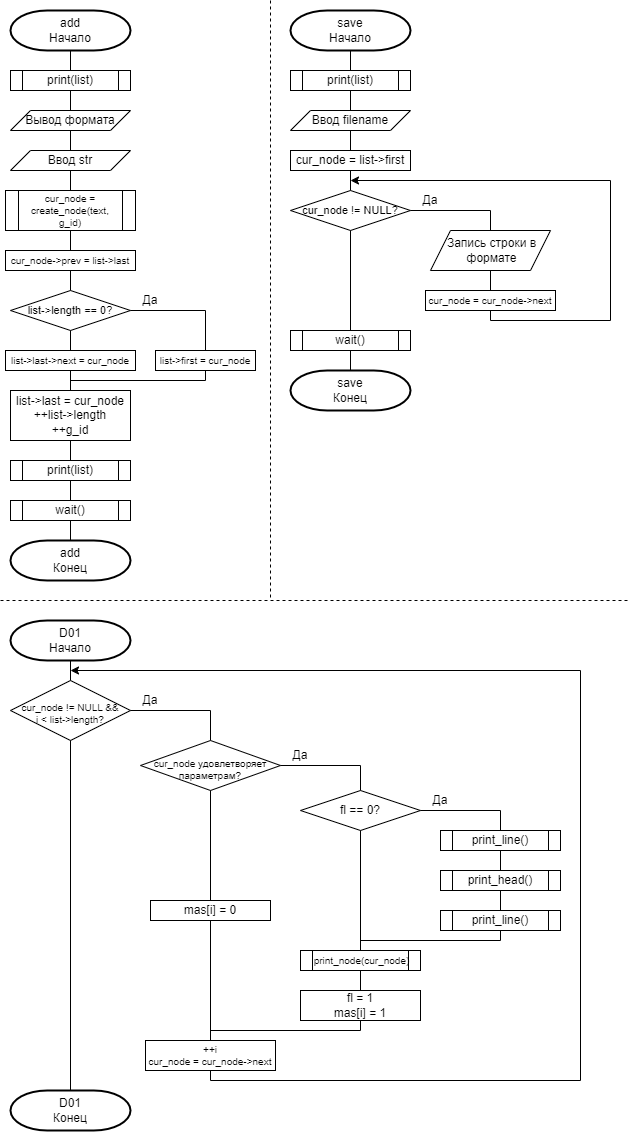 add
Начало
print(list)
Вывод формата
Ввод str
cur_node =
create_node(text,
g_id)
cur_node->prev = list->last
list->length == 0?
Да
list->last->next = cur_node
list->first = cur_node
list->last = cur_node
++list->length
++g_id
print(list)
wait()
add
Конец
save
Начало
print(list)
Ввод filename
cur_node = list->first
cur_node != NULL?
Да
Запись строки в
формате
cur_node = cur_node->next
wait()
save
Конец
D01
Начало
cur_node != NULL &&
i < list->length?
Да
cur_node удовлетворяет
параметрам?
Да
fl == 0?
Да
print_line()
print_head()
print_line()
mas[i] = 0
print_node(cur_node)
fl = 1
mas[i] = 1
++i
cur_node = cur_node->next
D01
Конец